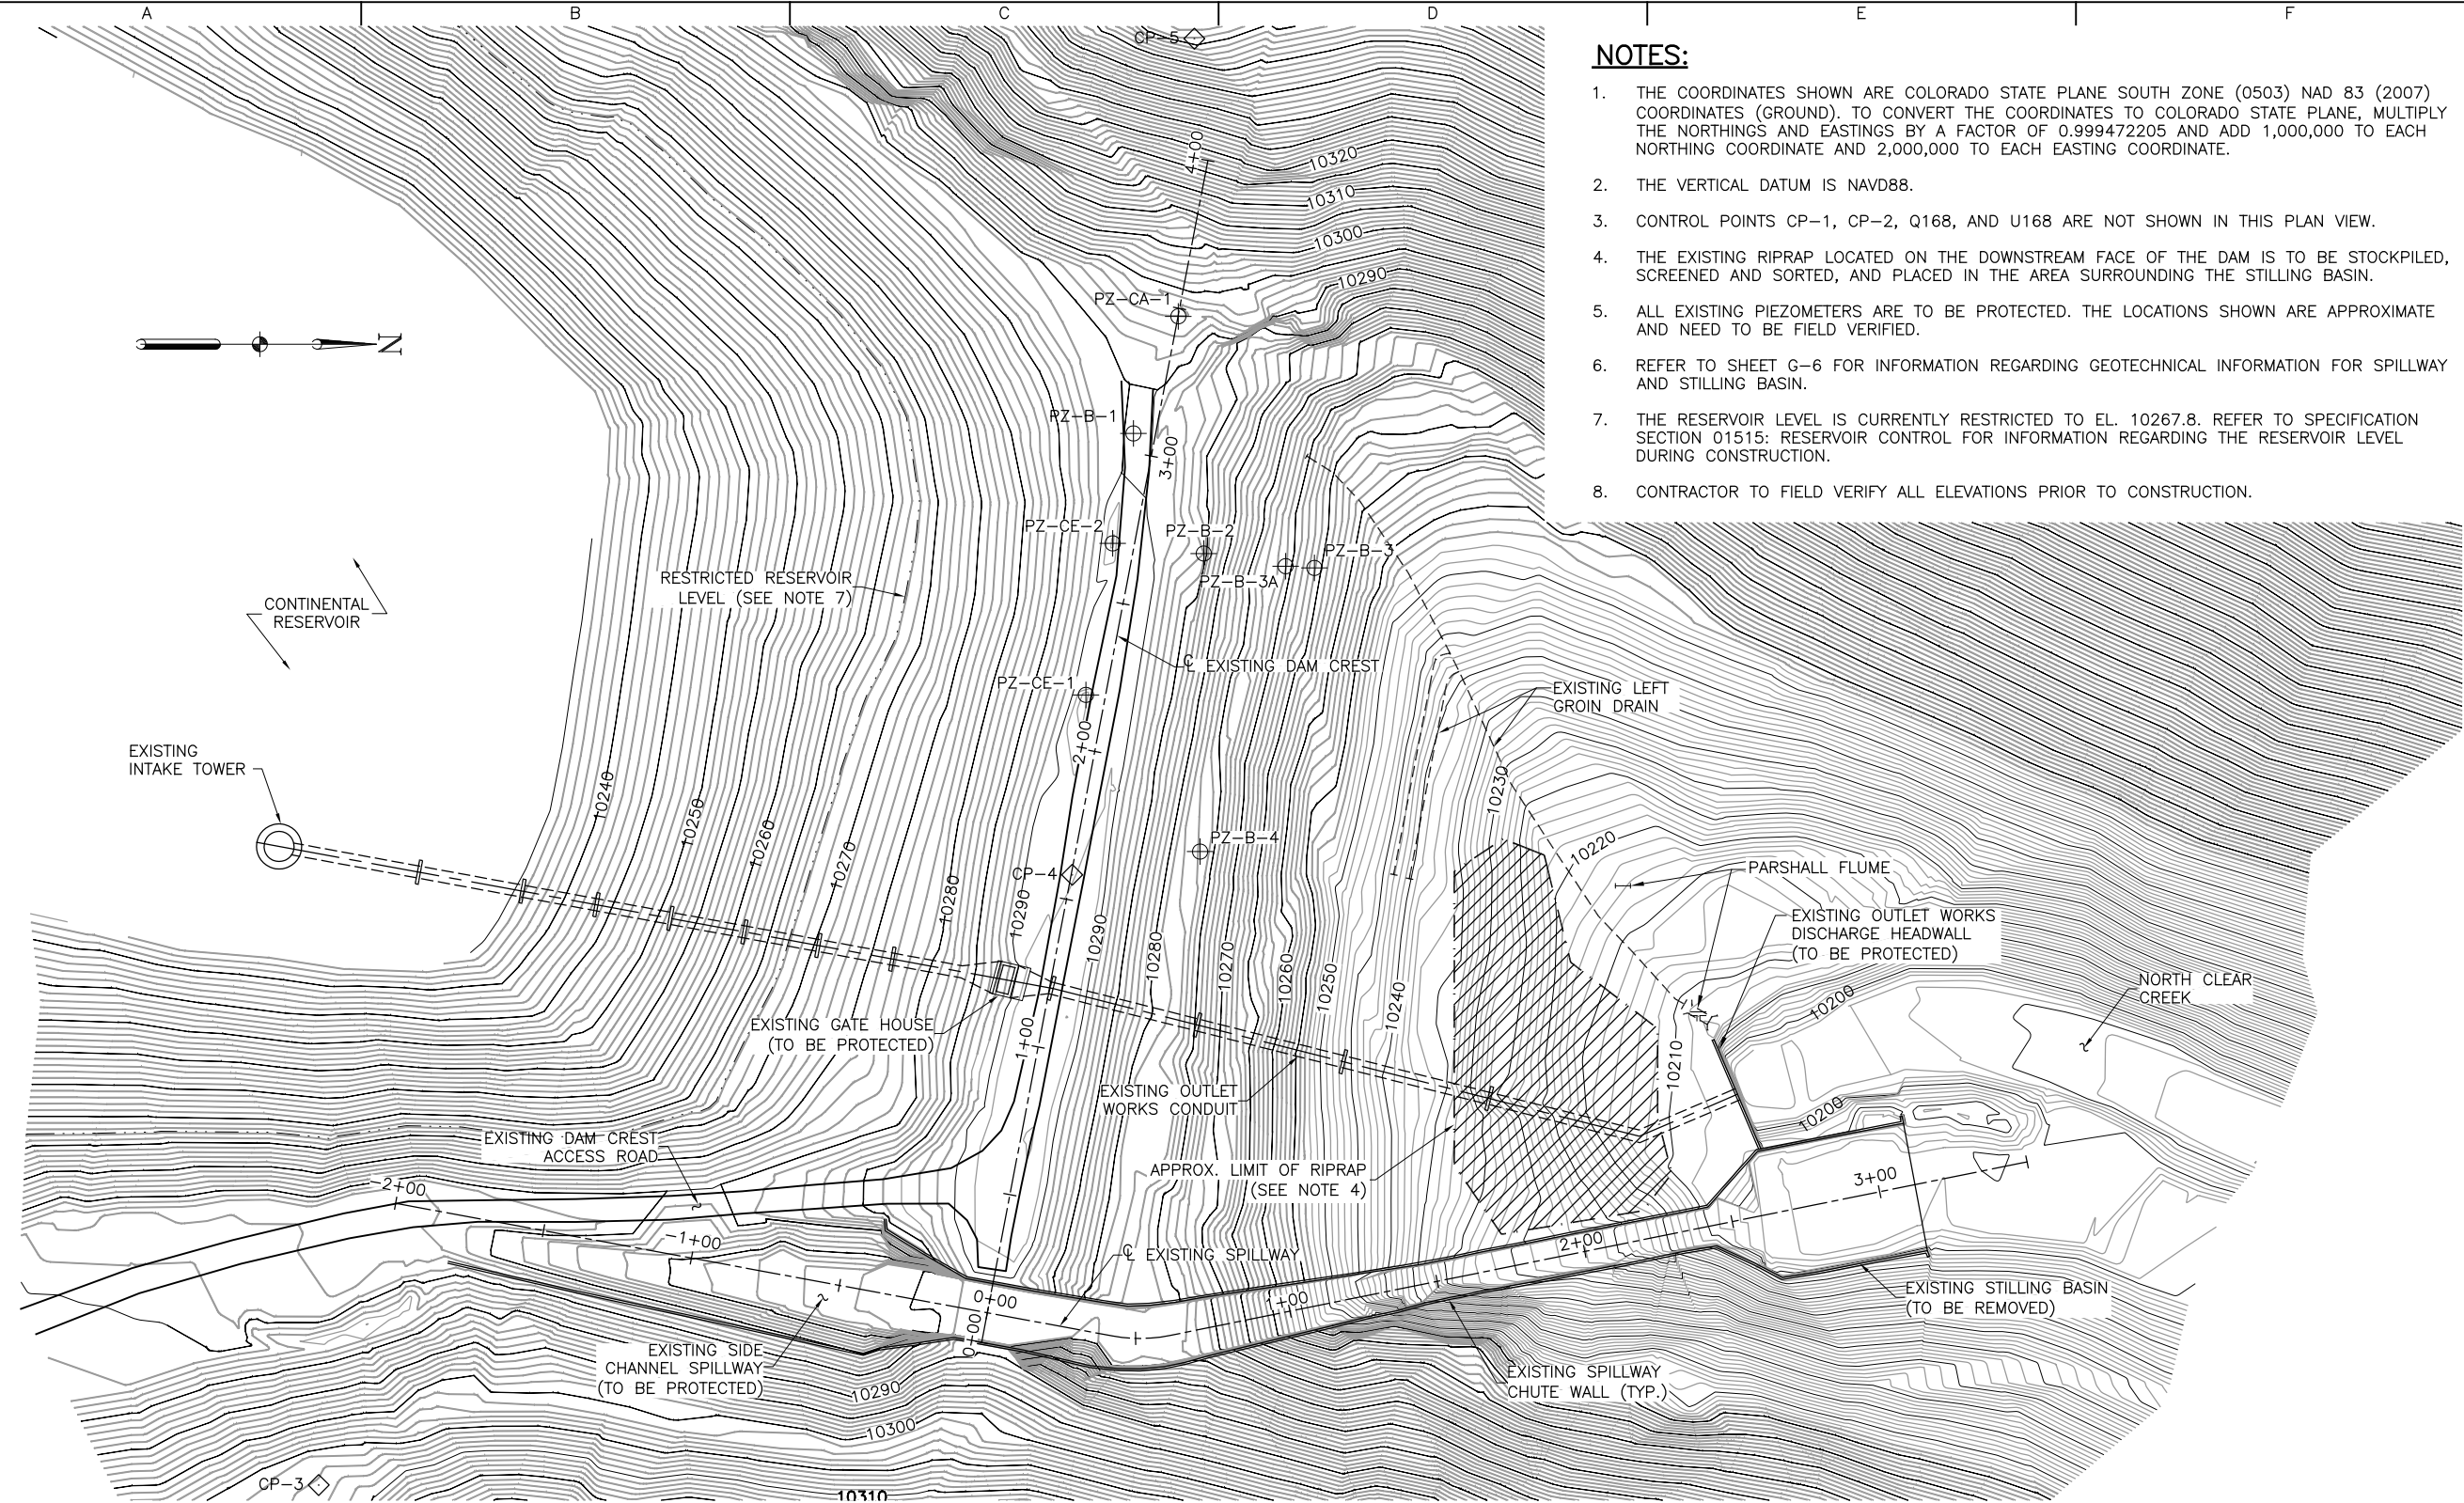 A
B
C
D
E
F
NOTES:
1. THE COORDINATES SHOWN ARE COLORADO STATE PLANE SOUTH ZONE (0503) NAD 83 (2007)
COORDINATES (GROUND). TO CONVERT THE COORDINATES TO COLORADO STATE PLANE, MULTIPLY
THE NORTHINGS AND EASTINGS BY A FACTOR OF 0.999472205 AND ADD 1,000,000 TO EACH
NORTHING COORDINATE AND 2,000,000 TO EACH EASTING COORDINATE.
2. THE VERTICAL DATUM IS NAVD88.
3. CONTROL POINTS CP-1, CP-2, Q168, AND U168 ARE NOT SHOWN IN THIS PLAN VIEW.
4. THE EXISTING RIPRAP LOCATED ON THE DOWNSTREAM FACE OF THE DAM IS TO BE STOCKPILED,
SCREENED AND SORTED, AND PLACED IN THE AREA SURROUNDING THE STILLING BASIN.
5. ALL EXISTING PIEZOMETERS ARE TO BE PROTECTED. THE LOCATIONS SHOWN ARE APPROXIMATE
AND NEED TO BE FIELD VERIFIED.
6. REFER TO SHEET G-6 FOR INFORMATION REGARDING GEOTECHNICAL INFORMATION FOR SPILLWAY
AND STILLING BASIN.
7. THE RESERVOIR LEVEL IS CURRENTLY RESTRICTED TO EL. 10267.8. REFER TO SPECIFICATION
SECTION 01515: RESERVOIR CONTROL FOR INFORMATION REGARDING THE RESERVOIR LEVEL
DURING CONSTRUCTION.
8. CONTRACTOR TO FIELD VERIFY ALL ELEVATIONS PRIOR TO CONSTRUCTION.
CP-5
4+00
10320
10310
10300
10290
PZ-CA-1
N
PZ-B-1
3+00
PZ-CE-2
PZ-B-2
PZ-B-3
PZ-B-3A
RESTRICTED RESERVOIR
LEVEL (SEE NOTE 7)
CONTINENTAL
RESERVOIR
℄ EXISTING DAM CREST
PZ-CE-1
EXISTING LEFT
GROIN DRAIN
2+00
EXISTING
INTAKE TOWER
10240
10250
10260
10270
10280
10290
PZ-B-4
CP-4
10230
10220
PARSHALL FLUME
EXISTING OUTLET WORKS
DISCHARGE HEADWALL
(TO BE PROTECTED)
10290
10280
10270
10260
10250
10240
10210
10200
NORTH CLEAR
CREEK
EXISTING GATE HOUSE
(TO BE PROTECTED)
1+00
EXISTING OUTLET
WORKS CONDUIT
10200
EXISTING DAM CREST
ACCESS ROAD
APPROX. LIMIT OF RIPRAP
(SEE NOTE 4)
3+00
-2+00
-1+00
℄ EXISTING SPILLWAY
2+00
0+00
+00
0+00
EXISTING STILLING BASIN
(TO BE REMOVED)
EXISTING SIDE
CHANNEL SPILLWAY
(TO BE PROTECTED)
EXISTING SPILLWAY
CHUTE WALL (TYP.)
10290
10300
CP-3
10310